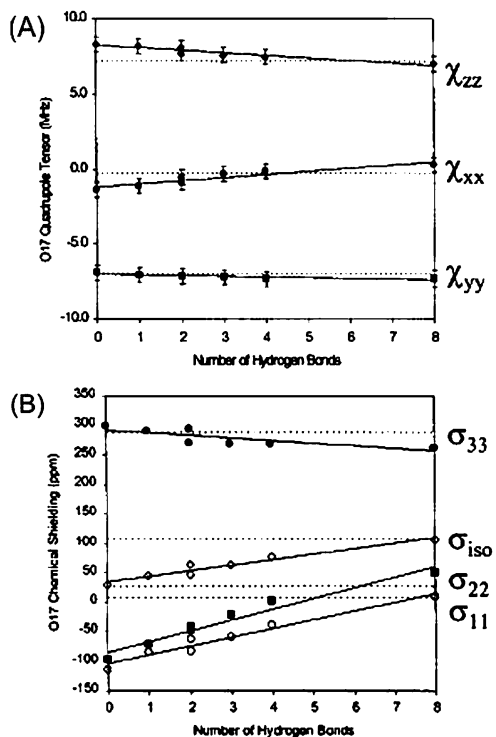 (A)
10.0
5.0
0.0
-5.0
-10.0
O17 Quadrupole Tensor (MHz)
χzz
χxx
χyy
0 1 2 3 4 5 6 7 8
Number of Hydrogen Bonds
(B)
350
300
250
200
150
100
50
0
-50
-100
-150
O17 Chemical Shielding (ppm)
σ33
σiso
σ22
σ11
0 1 2 3 4 5 6 7 8
Number of Hydrogen Bonds